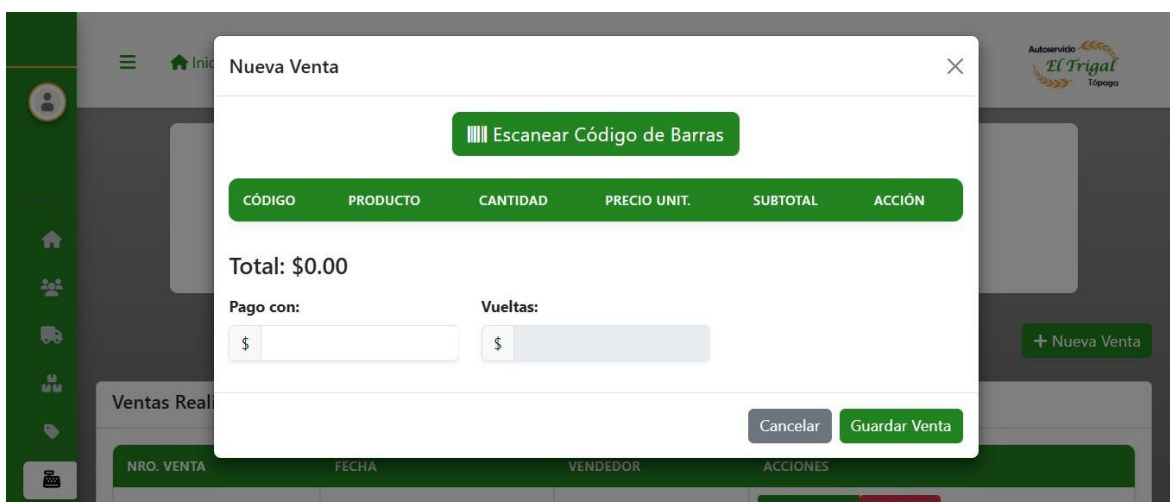 Inic
Nueva Venta
Autoservicio
El Trigal
Tópaga
Escanear Código de Barras
CÓDIGO PRODUCTO CANTIDAD PRECIO UNIT. SUBTOTAL ACCIÓN
Total: $0.00
Pago con: Vueltas:
$ $
+ Nueva Venta
Ventas Reali
Cancelar Guardar Venta
NRO. VENTA FECHA VENDEDOR ACCIONES